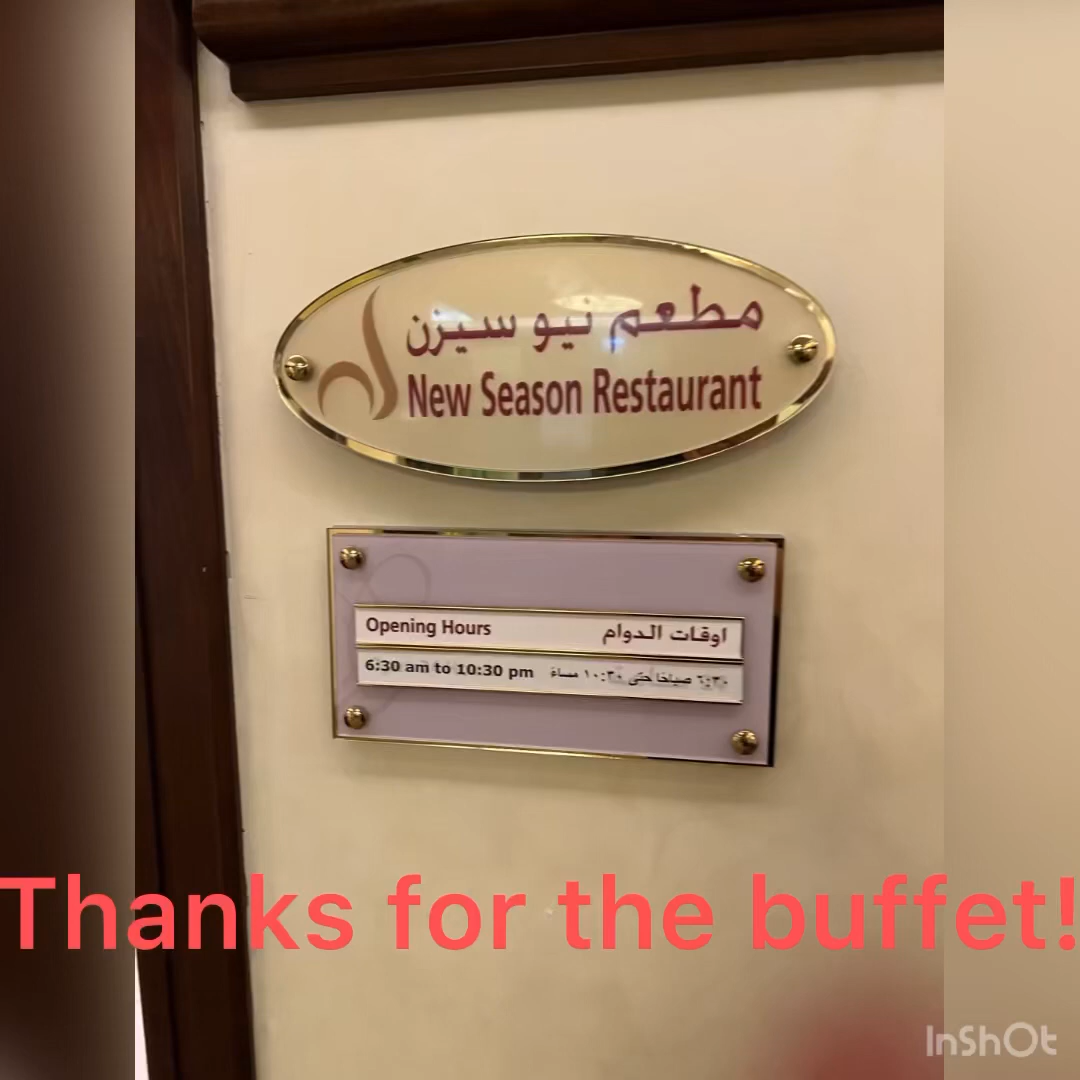 مطعم نيو سيزن
New Season Restaurant
Opening Hours اوقات الدوام
6:30 am to 10:30 pm ٦:٣٠ صباحا حتى ١٠:٣٠ مساءً
Thanks for the buffet!
InShOt